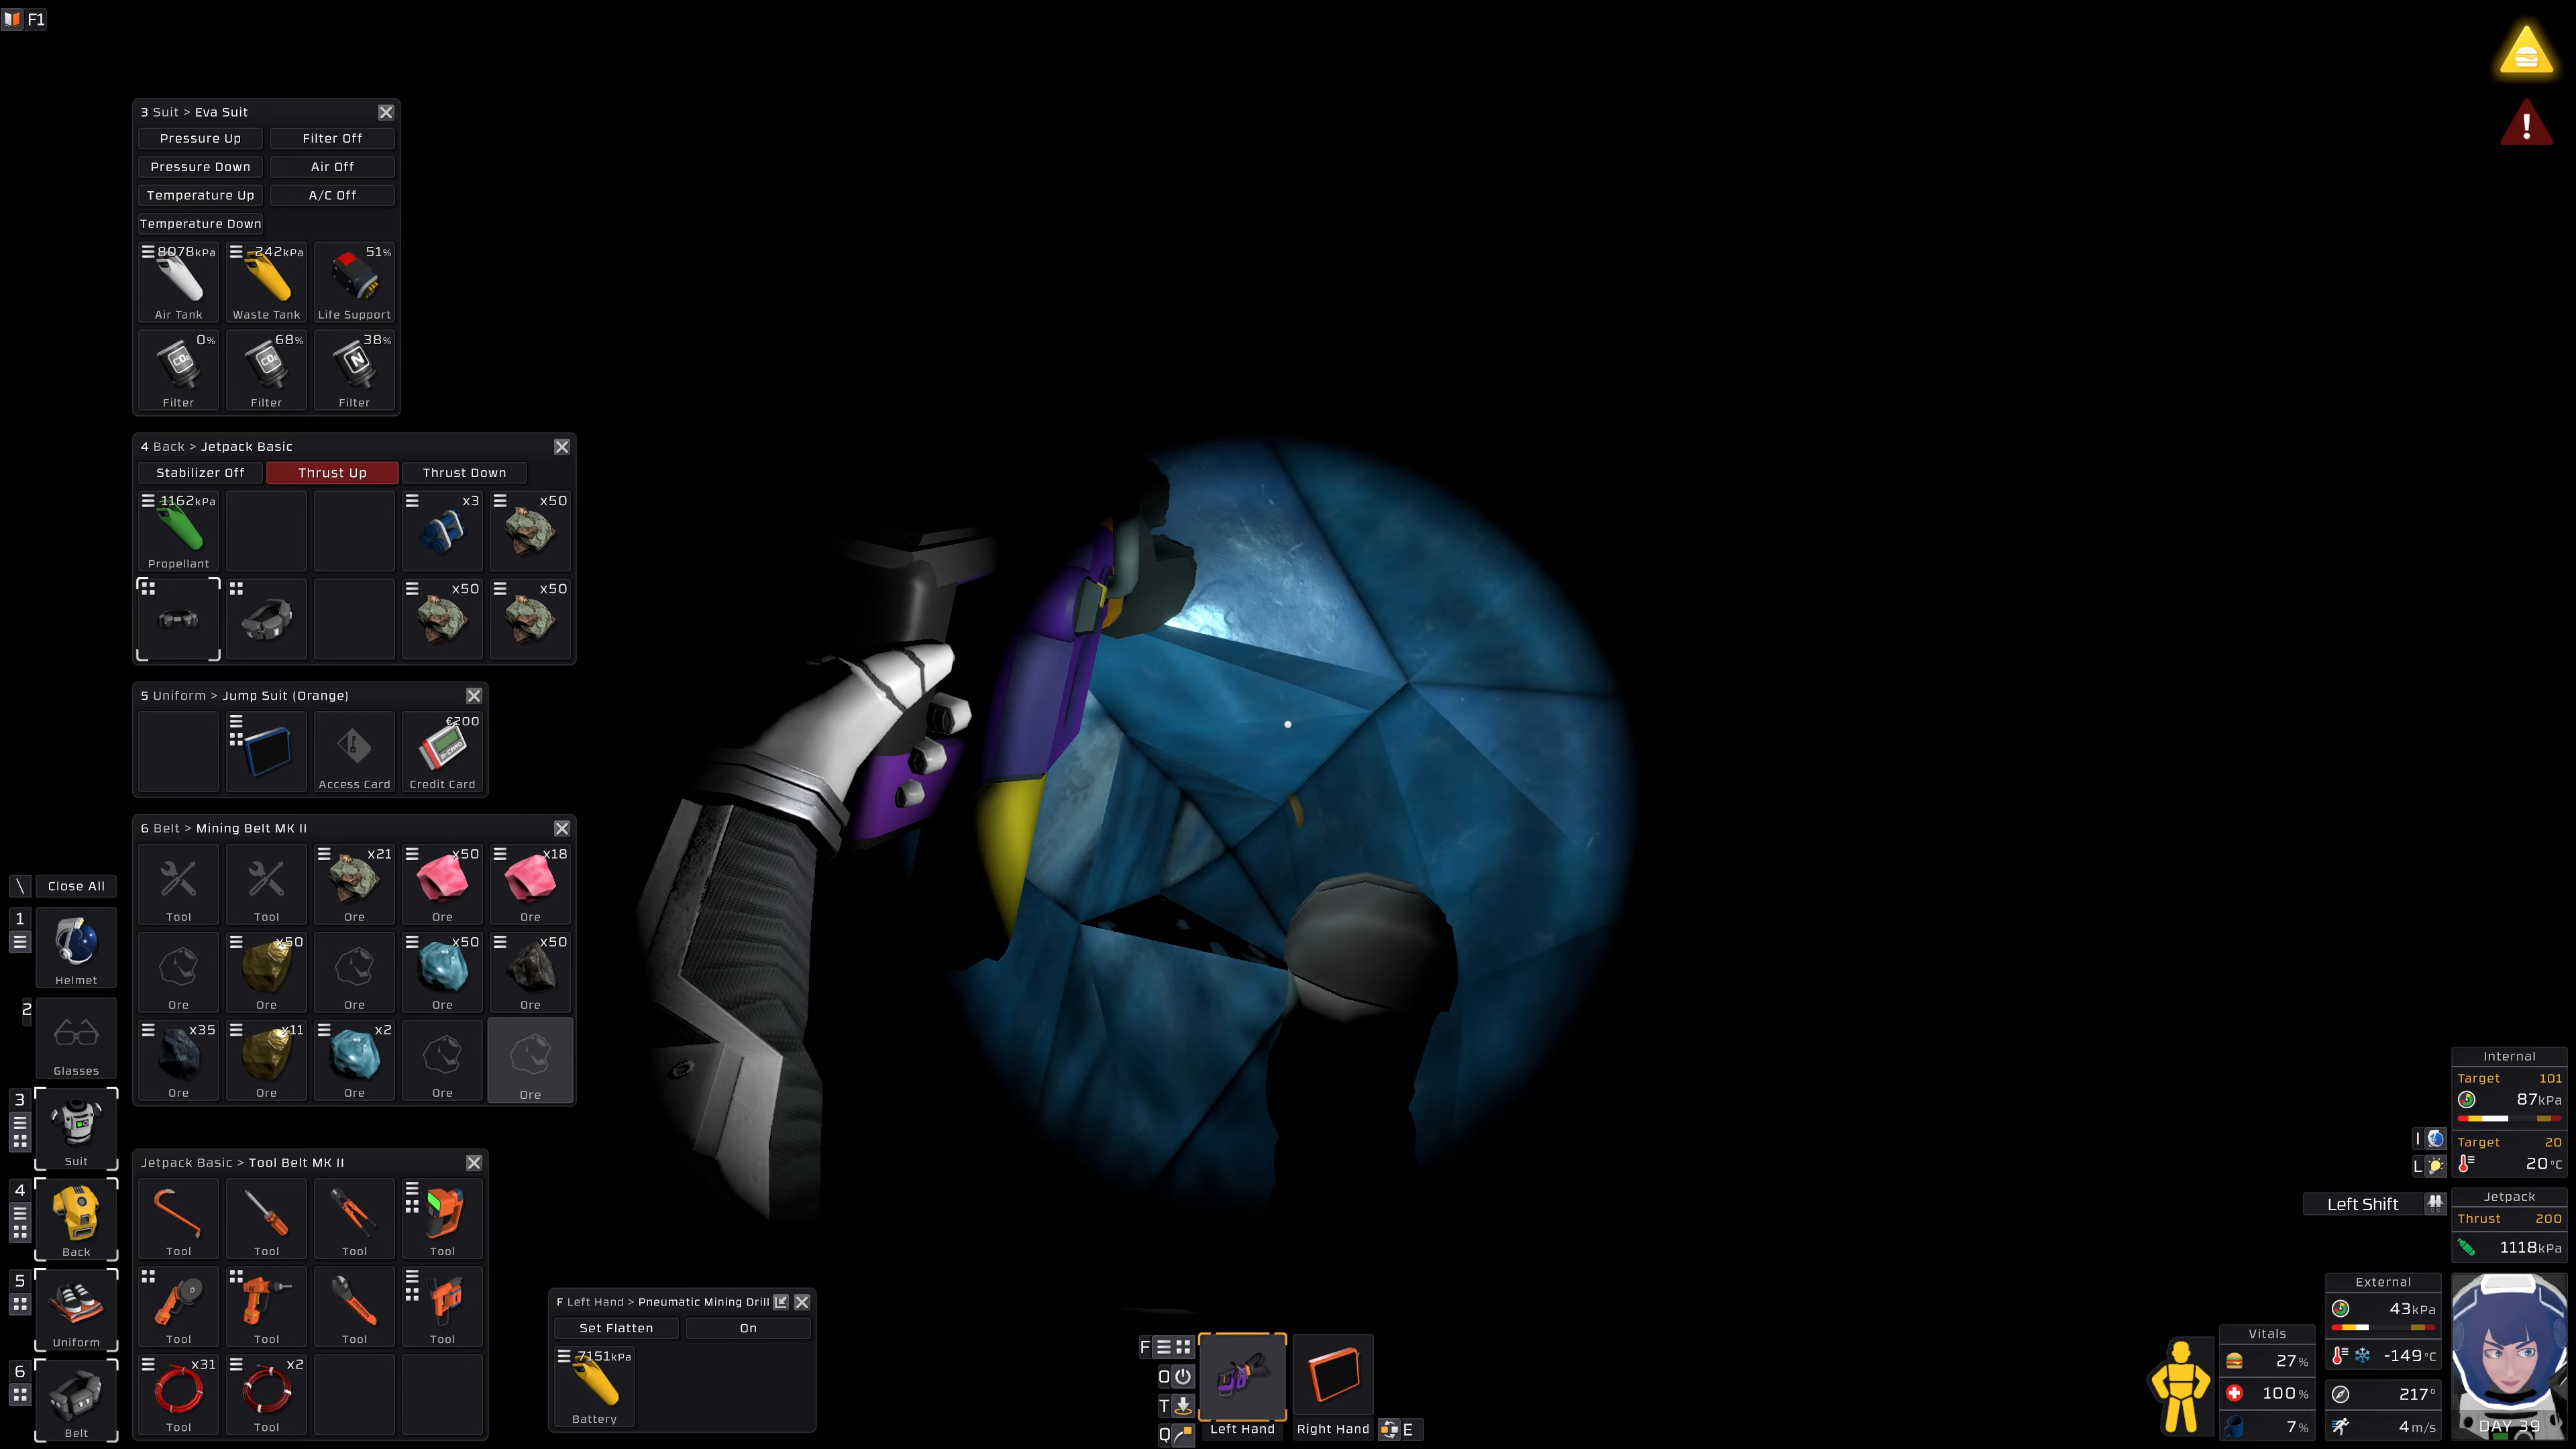 F1
3 Suit > Eva Suit
Pressure Up
Filter Off
Pressure Down
Air Off
Temperature Up
A/C Off
Temperature Down
8078kPa
242kPa
51%
Air Tank
Waste Tank
Life Support
0%
68%
38%
CO₂
CO₂
N
Filter
Filter
Filter
4 Back > Jetpack Basic
Stabilizer Off
Thrust Up
Thrust Down
1162kPa
x3
x50
Propellant
x50
x50
5 Uniform > Jump Suit (Orange)
€200
Access Card
Credit Card
6 Belt > Mining Belt MK II
x21
x50
x18
Tool
Tool
Ore
Ore
Ore
x50
x50
x50
Ore
Ore
Ore
Ore
Ore
x35
x11
x2
Ore
Ore
Ore
Ore
Ore
\ Close All
1
Helmet
2
Glasses
3
Suit
4
Back
5
Uniform
6
Belt
Jetpack Basic > Tool Belt MK II
Tool
Tool
Tool
Tool
Tool
Tool
Tool
Tool
x31
x2
Tool
Tool
F Left Hand > Pneumatic Mining Drill
Set Flatten
On
7151kPa
Battery
F
O
T
Q
Left Hand
Right Hand
E
Internal
Target 101
87kPa
Target 20
20°C
I
L
Left Shift
Jetpack
Thrust 200
1118kPa
External
43kPa
-149°C
217°
4m/s
Vitals
27%
100%
7%
DAY 39